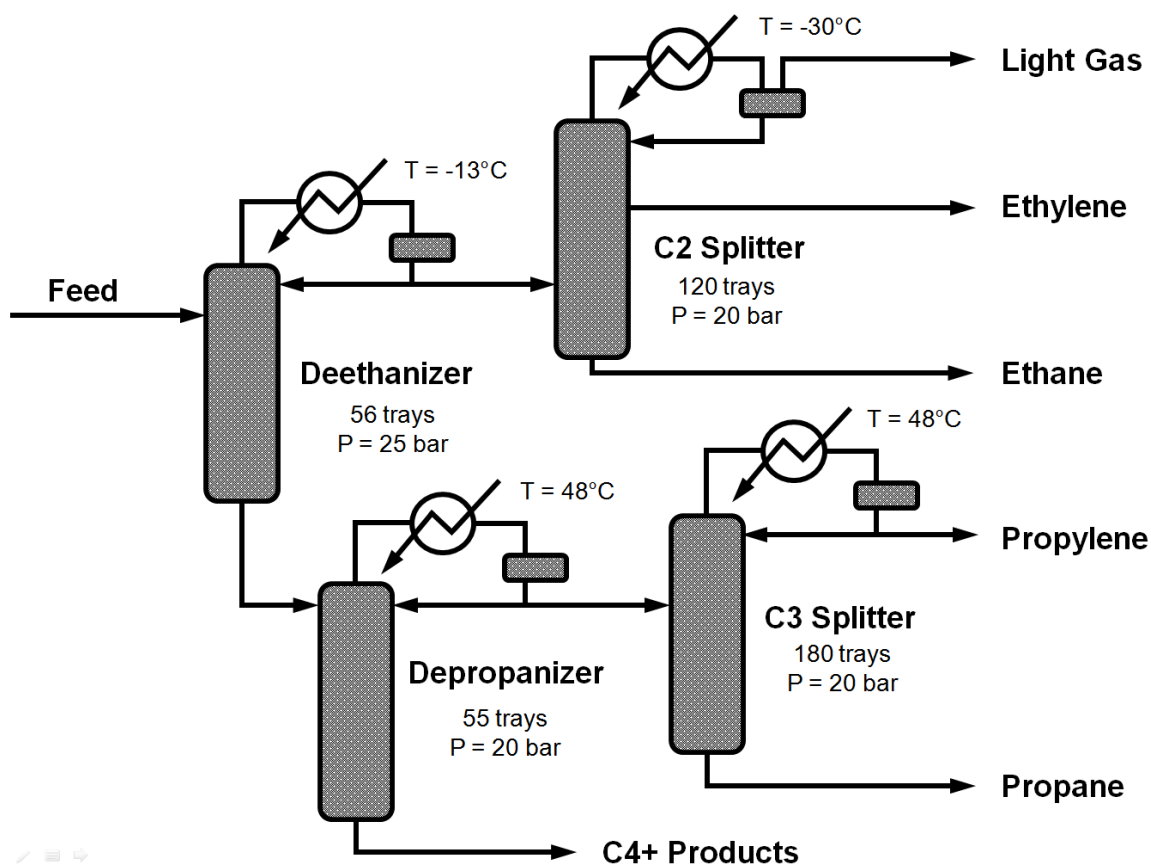 T = -30°C
Light Gas
T = -13°C
Ethylene
C2 Splitter
120 trays
P = 20 bar
Feed
Deethanizer
56 trays
P = 25 bar
Ethane
T = 48°C
T = 48°C
Propylene
C3 Splitter
180 trays
P = 20 bar
Depropanizer
55 trays
P = 20 bar
Propane
C4+ Products